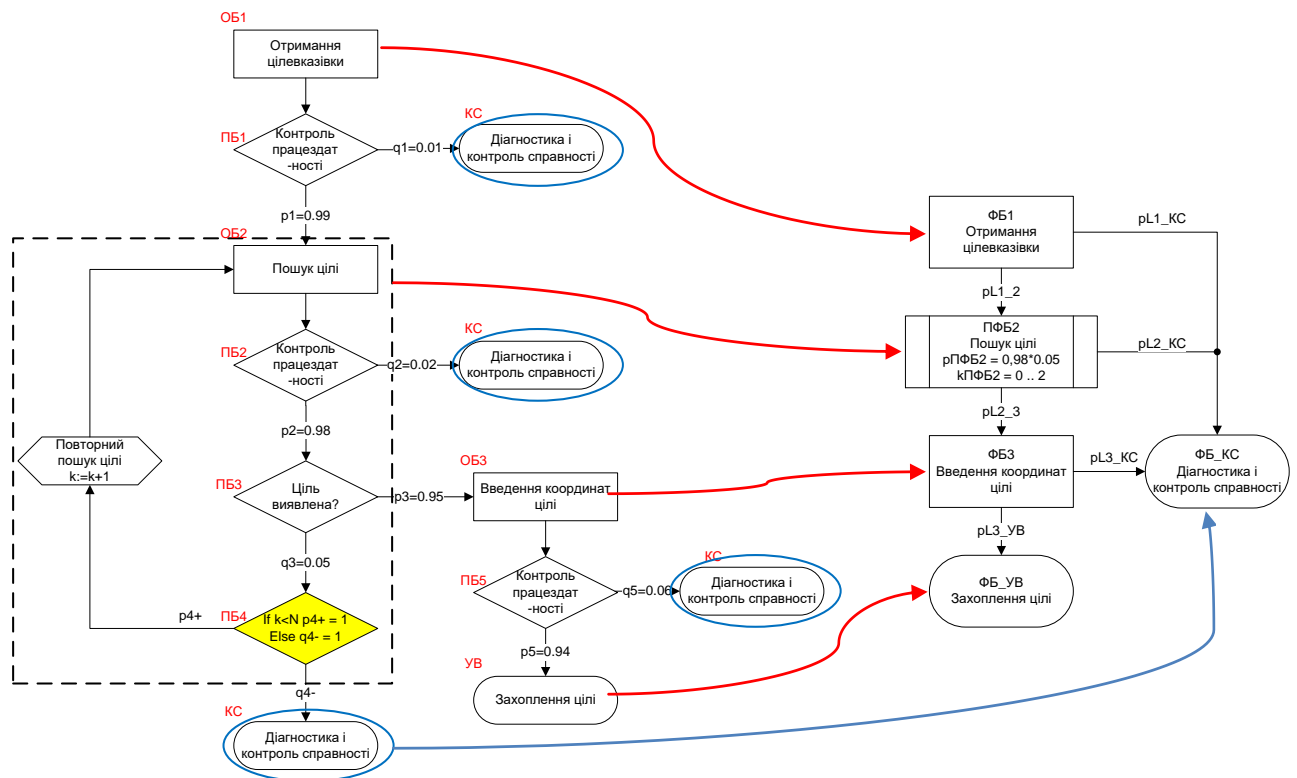 ОБ1
Отримання
цілевказівки
ПБ1
Контроль
працездат
-ності
q1=0.01
КС
Діагностика і
контроль справності
p1=0.99
ОБ2
Пошук цілі
ПБ2
Контроль
працездат
-ності
q2=0.02
КС
Діагностика і
контроль справності
p2=0.98
Повторний
пошук цілі
k:=k+1
ПБ3
Ціль
виявлена?
p3=0.95
q3=0.05
p4+
ПБ4
If k<N p4+ = 1
Else q4- = 1
q4-
КС
Діагностика і
контроль справності
ОБ3
Введення координат
цілі
ПБ5
Контроль
працездат
-ності
q5=0.06
КС
Діагностика і
контроль справності
p5=0.94
УВ
Захоплення цілі
ФБ1
Отримання
цілевказівки
pL1_КС
pL1_2
ПФБ2
Пошук цілі
pПФБ2 = 0,98*0.05
kПФБ2 = 0 .. 2
pL2_КС
pL2_3
ФБ3
Введення координат
цілі
pL3_КС
ФБ_КС
Діагностика і
контроль справності
pL3_УВ
ФБ_УВ
Захоплення цілі